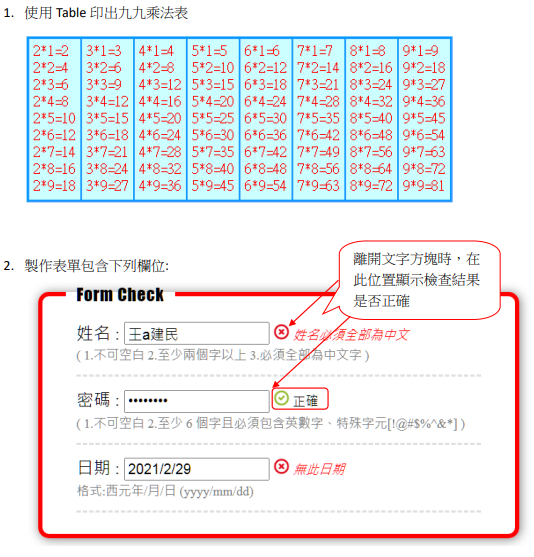 1. 使用 Table 印出九九乘法表
2*1=2 3*1=3 4*1=4 5*1=5 6*1=6 7*1=7 8*1=8 9*1=9
2*2=4 3*2=6 4*2=8 5*2=10 6*2=12 7*2=14 8*2=16 9*2=18
2*3=6 3*3=9 4*3=12 5*3=15 6*3=18 7*3=21 8*3=24 9*3=27
2*4=8 3*4=12 4*4=16 5*4=20 6*4=24 7*4=28 8*4=32 9*4=36
2*5=10 3*5=15 4*5=20 5*5=25 6*5=30 7*5=35 8*5=40 9*5=45
2*6=12 3*6=18 4*6=24 5*6=30 6*6=36 7*6=42 8*6=48 9*6=54
2*7=14 3*7=21 4*7=28 5*7=35 6*7=42 7*7=49 8*7=56 9*7=63
2*8=16 3*8=24 4*8=32 5*8=40 6*8=48 7*8=56 8*8=64 9*8=72
2*9=18 3*9=27 4*9=36 5*9=45 6*9=54 7*9=63 8*9=72 9*9=81
2. 製作表單包含下列欄位:
離開文字方塊時，在
此位置顯示檢查結果
是否正確
Form Check
姓名 : 王a建民 姓名必須全部為中文
( 1.不可空白 2.至少兩個字以上 3.必須全部為中文字 )
密碼 : •••••••• 正確
( 1.不可空白 2.至少 6 個字且必須包含英數字、特殊字元[!@#$%^&*] )
日期 : 2021/2/29 無此日期
格式:西元年/月/日 (yyyy/mm/dd)